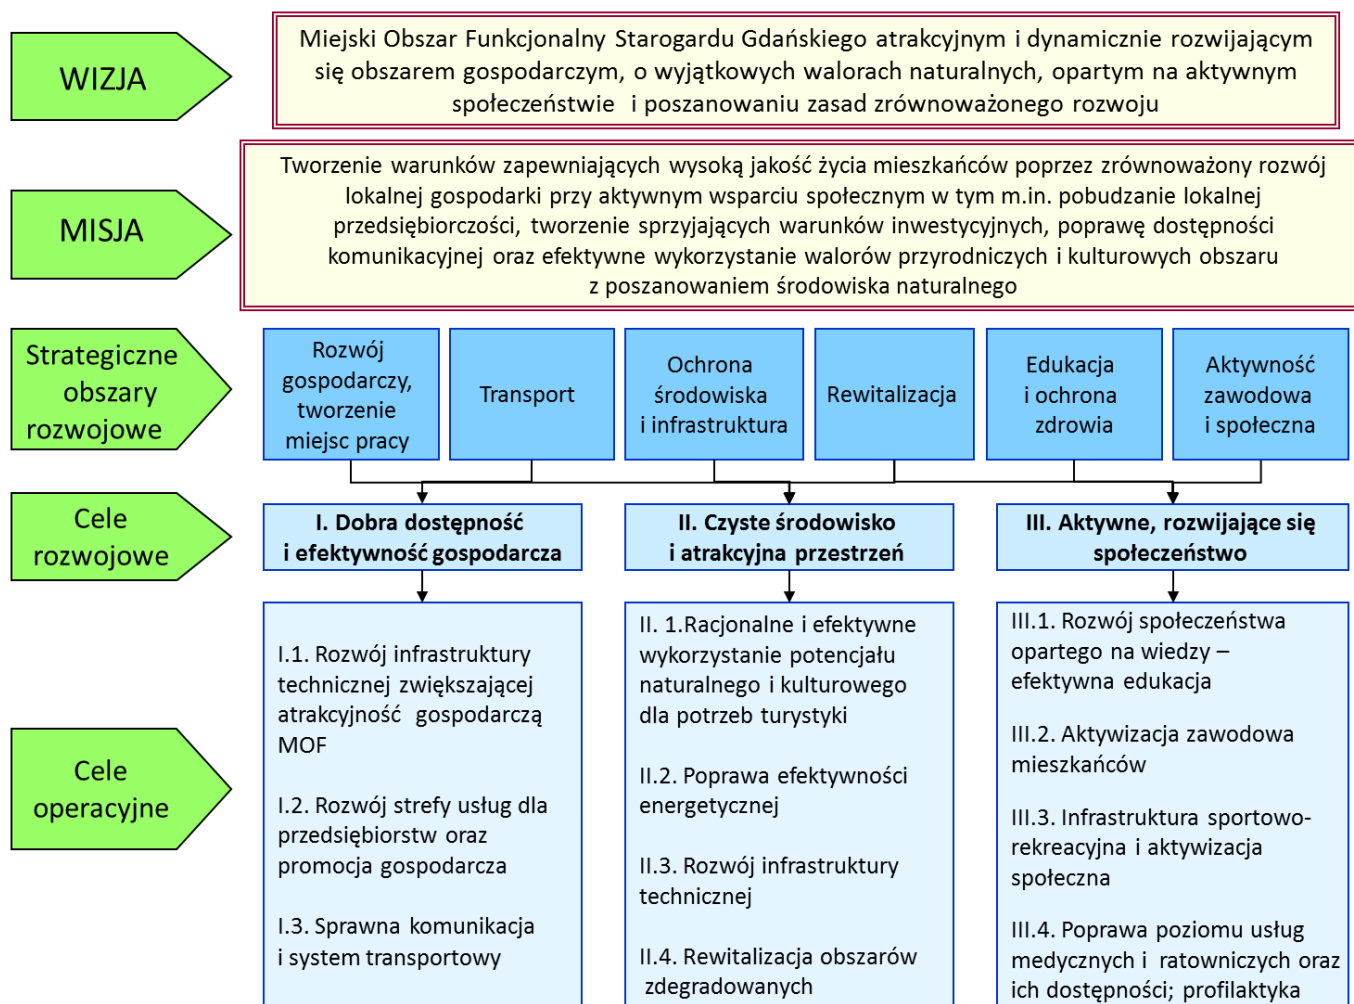 WIZJA
Miejski Obszar Funkcjonalny Starogardu Gdańskiego atrakcyjnym i dynamicznie rozwijającym
się obszarem gospodarczym, o wyjątkowych walorach naturalnych, opartym na aktywnym
społeczeństwie i poszanowaniu zasad zrównoważonego rozwoju
MISJA
Tworzenie warunków zapewniających wysoką jakość życia mieszkańców poprzez zrównoważony rozwój
lokalnej gospodarki przy aktywnym wsparciu społecznym w tym m.in. pobudzanie lokalnej
przedsiębiorczości, tworzenie sprzyjających warunków inwestycyjnych, poprawę dostępności
komunikacyjnej oraz efektywne wykorzystanie walorów przyrodniczych i kulturowych obszaru
z poszanowaniem środowiska naturalnego
Strategiczne
obszary
rozwojowe
Rozwój
gospodarczy,
tworzenie
miejsc pracy
Transport
Ochrona
środowiska
i infrastruktura
Rewitalizacja
Edukacja
i ochrona
zdrowia
Aktywność
zawodowa
i społeczna
Cele
rozwojowe
I. Dobra dostępność
i efektywność gospodarcza
II. Czyste środowisko
i atrakcyjna przestrzeń
III. Aktywne, rozwijające się
społeczeństwo
Cele
operacyjne
I.1. Rozwój infrastruktury
technicznej zwiększającej
atrakcyjność gospodarczą
MOF
I.2. Rozwój strefy usług dla
przedsiębiorstw oraz
promocja gospodarcza
I.3. Sprawna komunikacja
i system transportowy
II. 1.Racjonalne i efektywne
wykorzystanie potencjału
naturalnego i kulturowego
dla potrzeb turystyki
II.2. Poprawa efektywności
energetycznej
II.3. Rozwój infrastruktury
technicznej
II.4. Rewitalizacja obszarów
zdegradowanych
III.1. Rozwój społeczeństwa
opartego na wiedzy –
efektywna edukacja
III.2. Aktywizacja zawodowa
mieszkańców
III.3. Infrastruktura sportowo-
rekreacyjna i aktywizacja
społeczna
III.4. Poprawa poziomu usług
medycznych i ratowniczych oraz
ich dostępności; profilaktyka